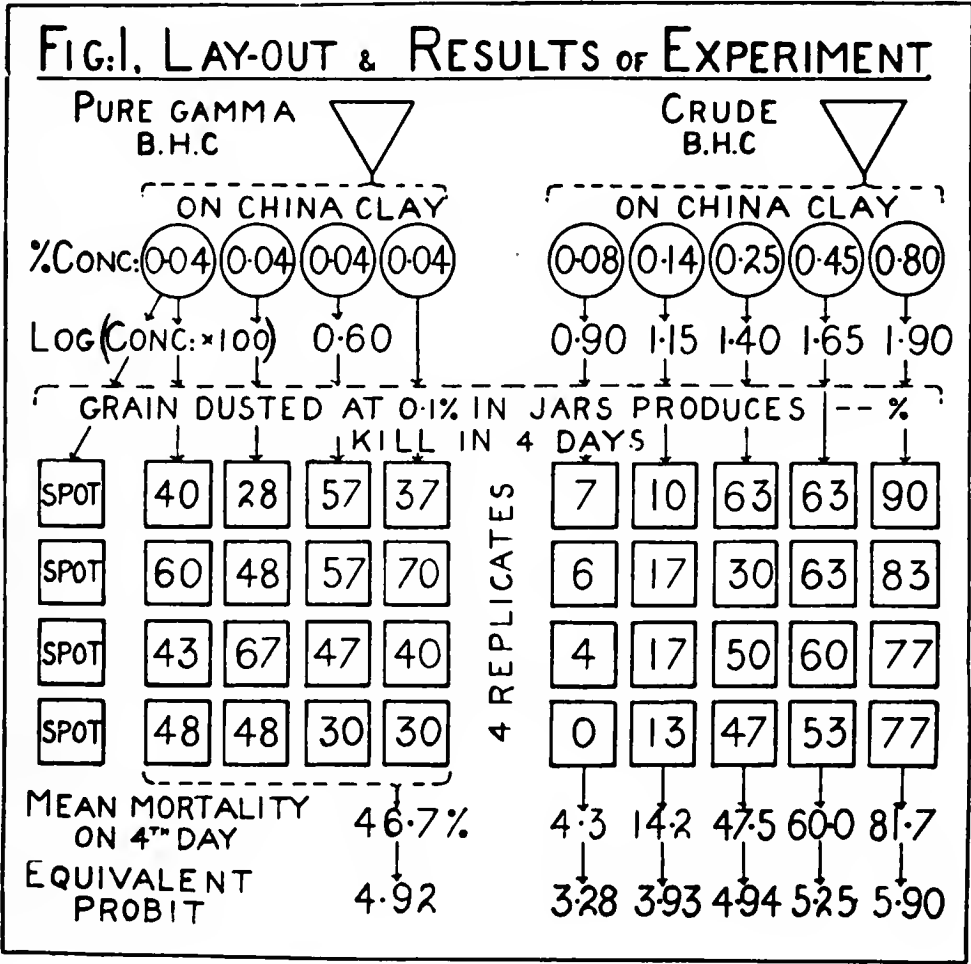 FIG:1. LAY-OUT & RESULTS OF EXPERIMENT
PURE GAMMA B.H.C
CRUDE B.H.C
ON CHINA CLAY
ON CHINA CLAY
%CONC: 0·04 0·04 0·04 0·04 0·08 0·14 0·25 0·45 0·80
LOG(CONC: ×100) 0·60 0·90 1·15 1·40 1·65 1·90
GRAIN DUSTED AT 0·1% IN JARS PRODUCES -- %
KILL IN 4 DAYS
4 REPLICATES
SPOT 40 28 57 37 7 10 63 63 90
SPOT 60 48 57 70 6 17 30 63 83
SPOT 43 67 47 40 4 17 50 60 77
SPOT 48 48 30 30 0 13 47 53 77
MEAN MORTALITY
ON 4TH DAY 46·7% 4·3 14·2 47·5 60·0 81·7
EQUIVALENT
PROBIT 4·92 3·28 3·93 4·94 5·25 5·90